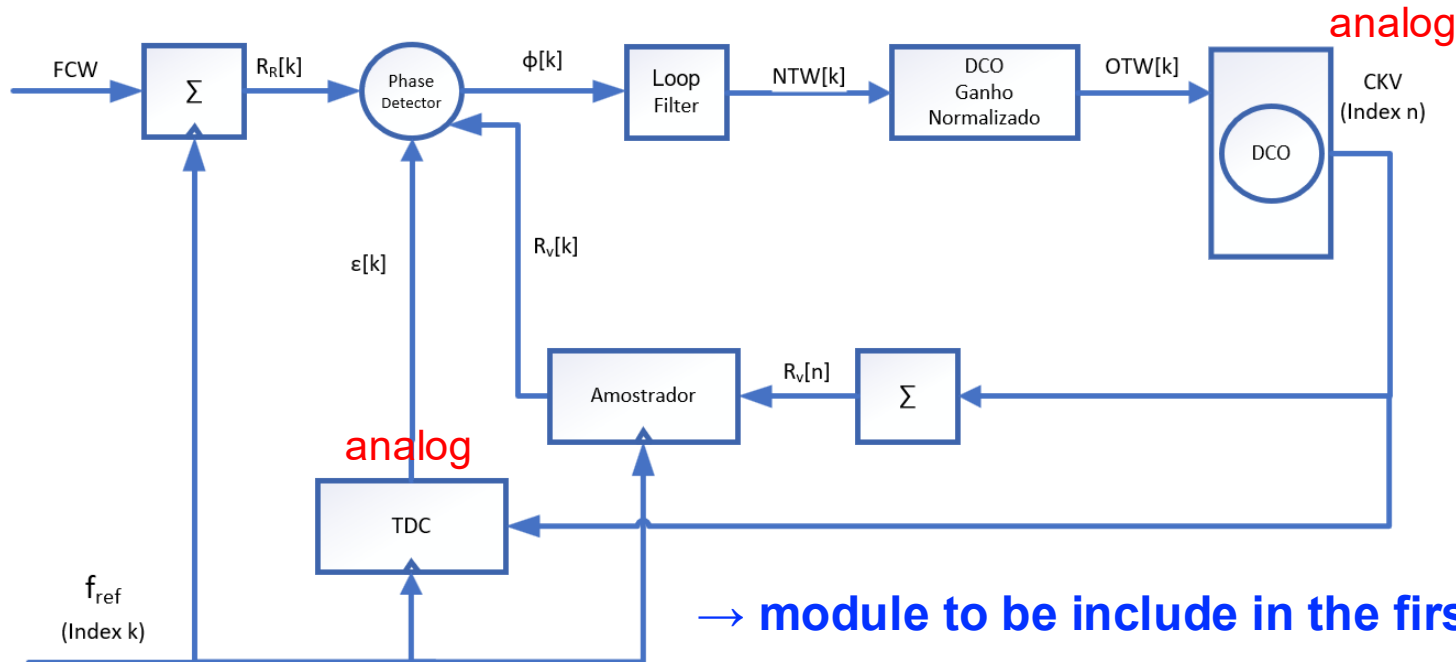 analog
FCW
Σ
R_R[k]
Phase
Detector
ϕ[k]
Loop
Filter
NTW[k]
DCO
Ganho
Normalizado
OTW[k]
CKV
(Index n)
DCO
ε[k]
R_v[k]
Amostrador
R_v[n]
Σ
analog
TDC
f_ref
(Index k)
→ module to be include in the firs